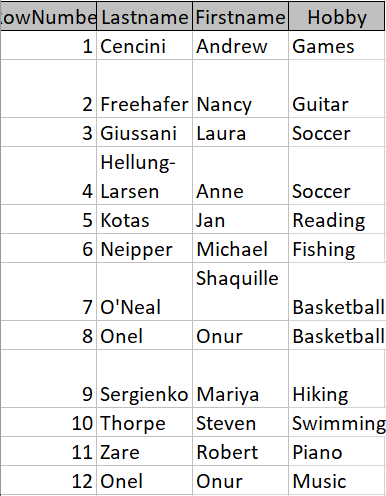 owNumbe Lastname Firstname Hobby
1 Cencini Andrew Games
2 Freehafer Nancy Guitar
3 Giussani Laura Soccer
Hellung-
4 Larsen Anne Soccer
5 Kotas Jan Reading
6 Neipper Michael Fishing
Shaquille
7 O'Neal Basketball
8 Onel Onur Basketball
9 Sergienko Mariya Hiking
10 Thorpe Steven Swimming
11 Zare Robert Piano
12 Onel Onur Music